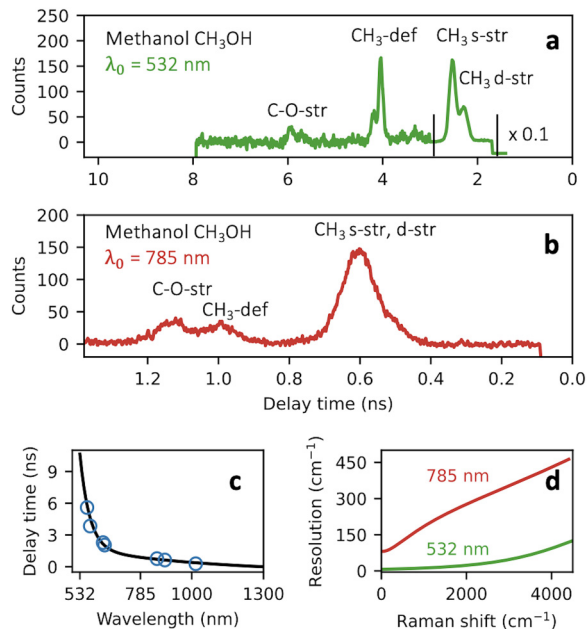 250
200
150
100
50
0
Counts
Methanol CH₃OH
λ₀ = 532 nm
CH₃-def
CH₃ s-str
a
CH₃ d-str
C-O-str
x 0.1
10
8
6
4
2
0
200
150
100
50
0
Counts
Methanol CH₃OH
λ₀ = 785 nm
CH₃ s-str, d-str
b
C-O-str
CH₃-def
1.2
1.0
0.8
0.6
0.4
0.2
0.0
Delay time (ns)
9
6
3
0
Delay time (ns)
c
532
785
1000
1300
Wavelength (nm)
450
300
150
0
Resolution (cm⁻¹)
d
785 nm
532 nm
0
2000
4000
Raman shift (cm⁻¹)